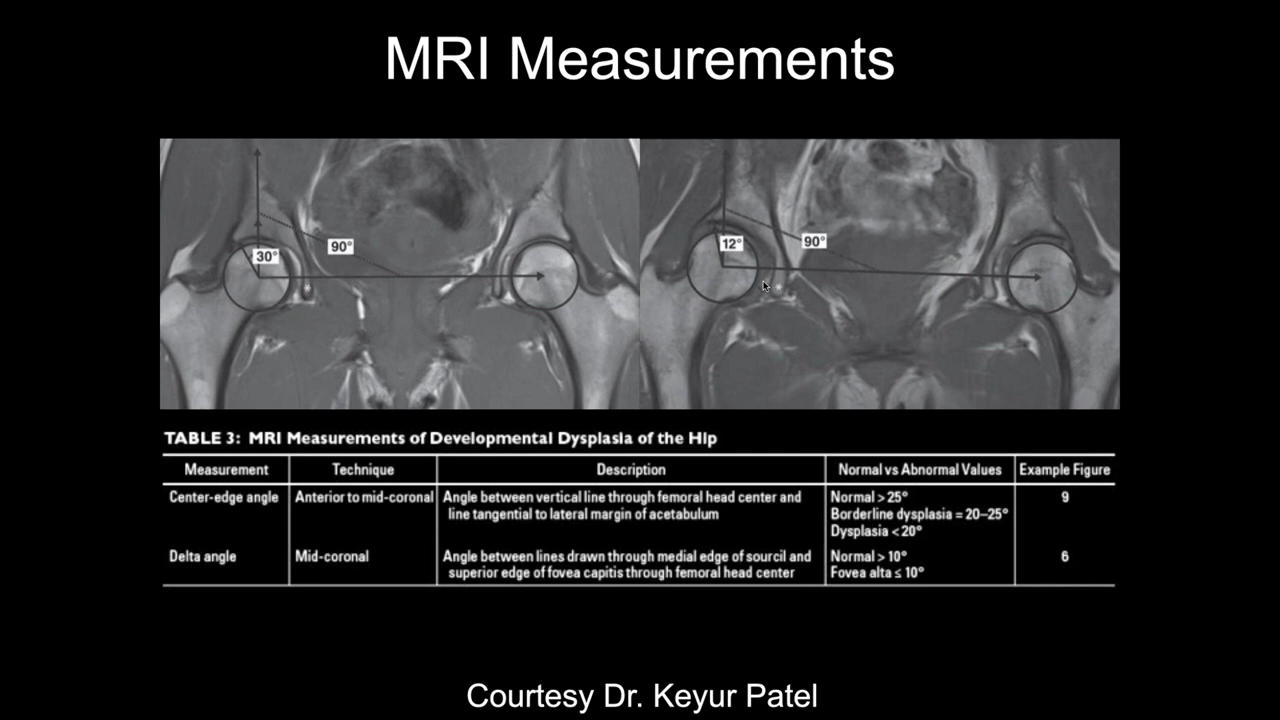 MRI Measurements
30°
90°
12°
90°
TABLE 3: MRI Measurements of Developmental Dysplasia of the Hip
Measurement Technique Description Normal vs Abnormal Values Example Figure
Center-edge angle Anterior to mid-coronal Angle between vertical line through femoral head center and Normal > 25° 9
line tangential to lateral margin of acetabulum Borderline dysplasia = 20–25°
Dysplasia < 20°
Delta angle Mid-coronal Angle between lines drawn through medial edge of sourcil and Normal > 10° 6
superior edge of fovea capitis through femoral head center Fovea alta ≤ 10°
Courtesy Dr. Keyur Patel